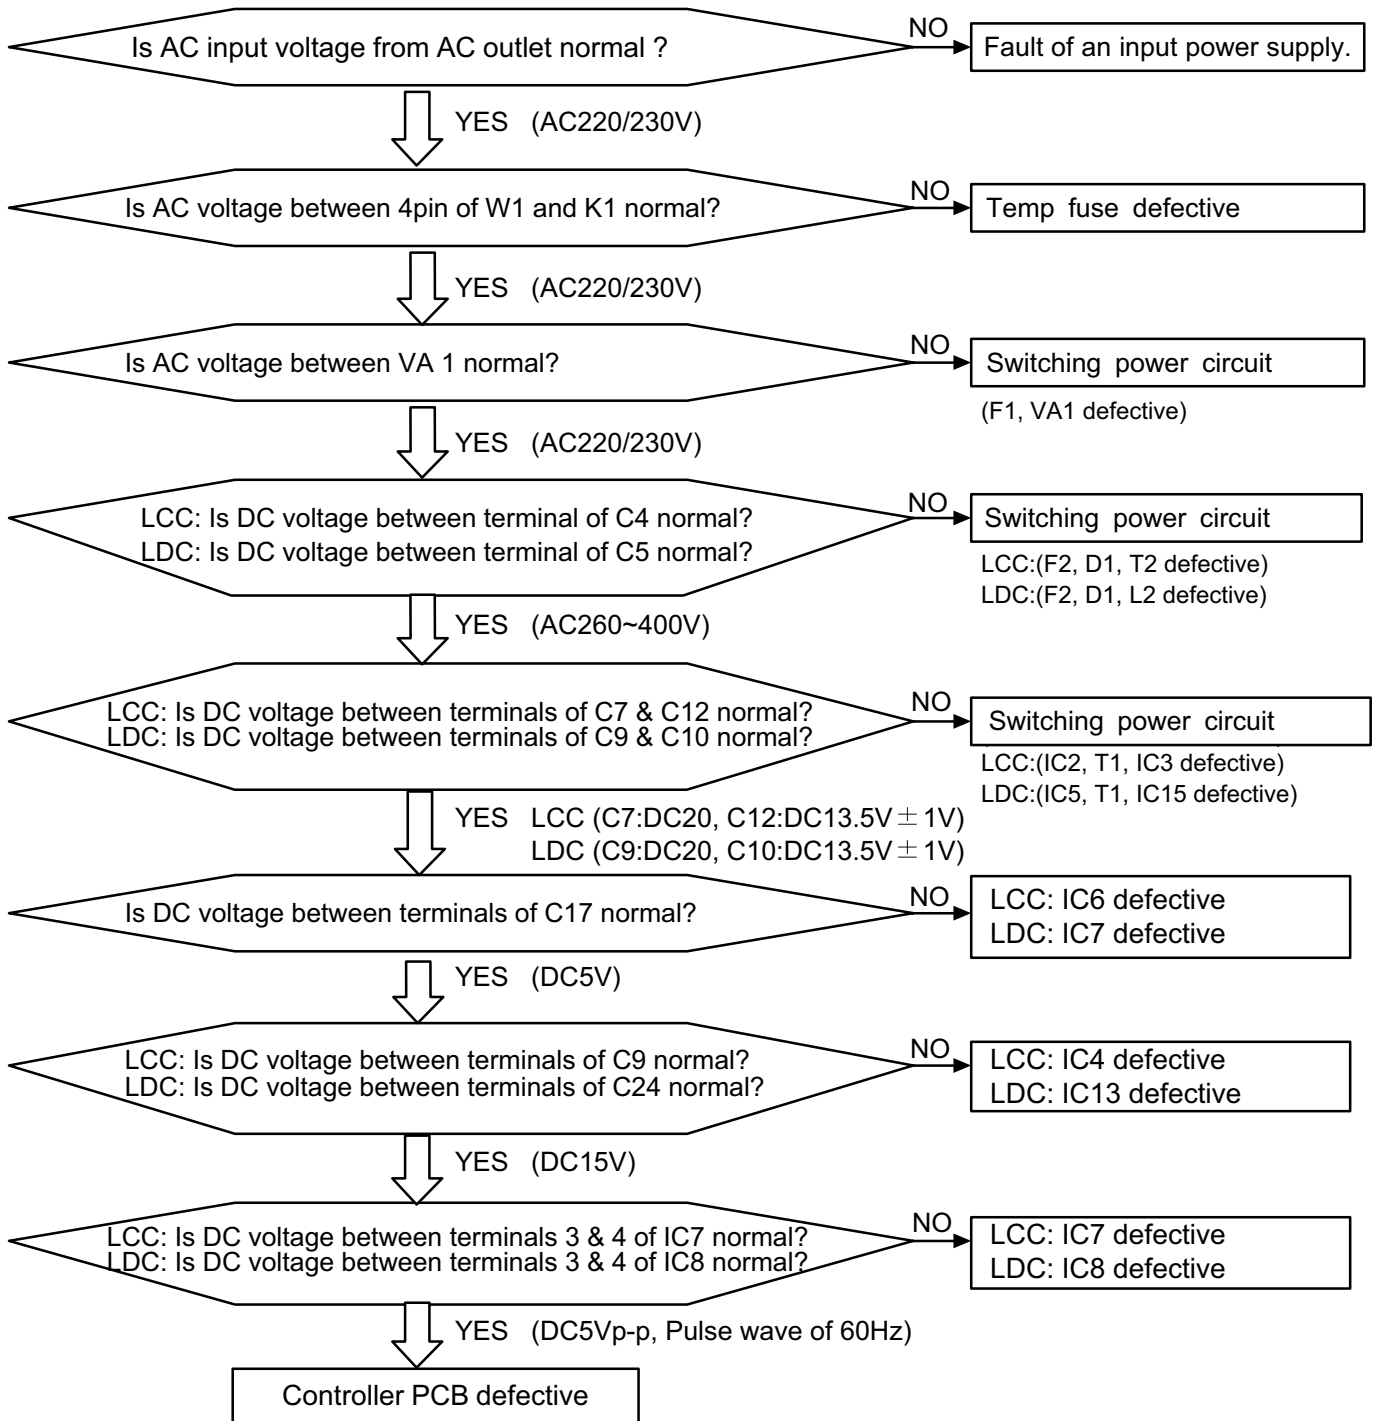 Is AC input voltage from AC outlet normal ?
NO
Fault of an input power supply.
YES (AC220/230V)
Is AC voltage between 4pin of W1 and K1 normal?
NO
Temp fuse defective
YES (AC220/230V)
Is AC voltage between VA 1 normal?
NO
Switching power circuit
(F1, VA1 defective)
YES (AC220/230V)
LCC: Is DC voltage between terminal of C4 normal?
LDC: Is DC voltage between terminal of C5 normal?
NO
Switching power circuit
LCC:(F2, D1, T2 defective)
LDC:(F2, D1, L2 defective)
YES (AC260~400V)
LCC: Is DC voltage between terminals of C7 & C12 normal?
LDC: Is DC voltage between terminals of C9 & C10 normal?
NO
Switching power circuit
LCC:(IC2, T1, IC3 defective)
LDC:(IC5, T1, IC15 defective)
YES LCC (C7:DC20, C12:DC13.5V ± 1V)
LDC (C9:DC20, C10:DC13.5V ± 1V)
Is DC voltage between terminals of C17 normal?
NO
LCC: IC6 defective
LDC: IC7 defective
YES (DC5V)
LCC: Is DC voltage between terminals of C9 normal?
LDC: Is DC voltage between terminals of C24 normal?
NO
LCC: IC4 defective
LDC: IC13 defective
YES (DC15V)
LCC: Is DC voltage between terminals 3 & 4 of IC7 normal?
LDC: Is DC voltage between terminals 3 & 4 of IC8 normal?
NO
LCC: IC7 defective
LDC: IC8 defective
YES (DC5Vp-p, Pulse wave of 60Hz)
Controller PCB defective